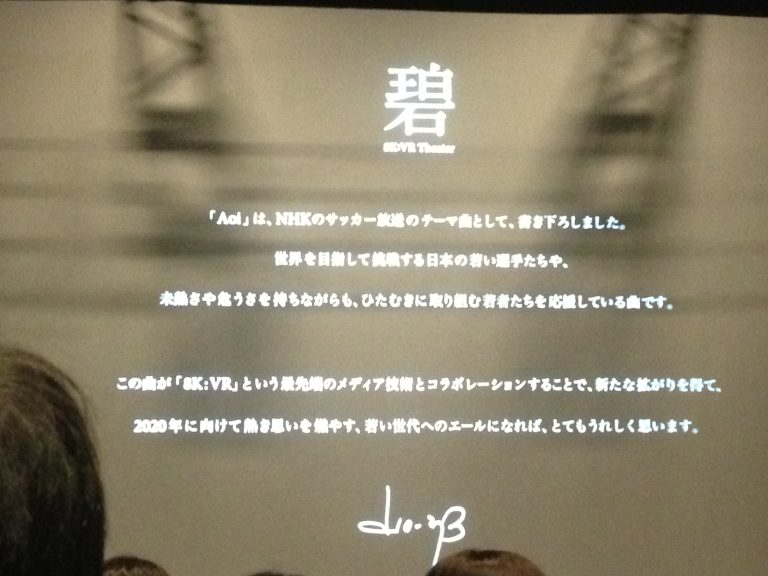 碧
8K:VR Theater
「Aoi」は、NHKのサッカー放送のテーマ曲として、書き下ろしました。
世界を目指して挑戦する日本の若い選手たちや、
未熟さや危うさを持ちながらも、ひたむきに取り組む若者たちを応援している曲です。
この曲が「8K:VR」という最先端のメディア技術とコラボレーションすることで、新たな拡がりを得て、
2020年に向けて熱き思いを燃やす、若い世代へのエールになれば、とてもうれしく思います。